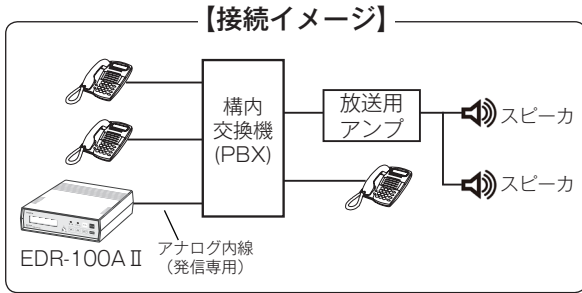 【接続イメージ】
構内
交換機
(PBX)
放送用
アンプ
スピーカ
スピーカ
EDR-100AⅡ
アナログ内線
（発信専用）